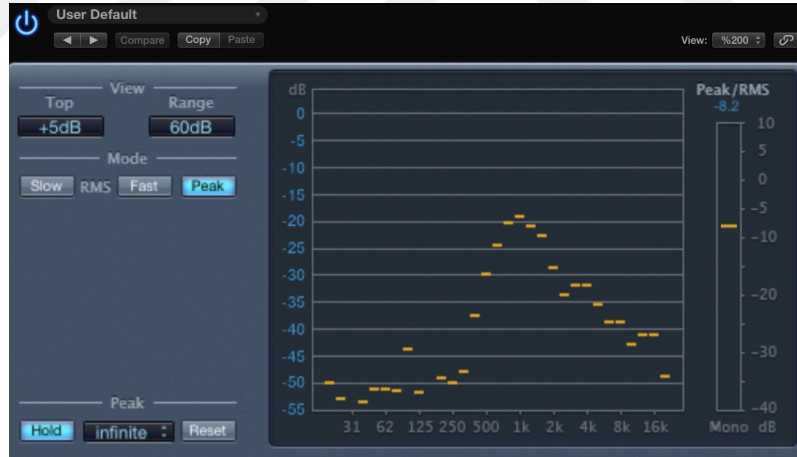 User Default
Compare Copy Paste
View: %200
View
Top Range
+5dB 60dB
Mode
Slow RMS Fast Peak
Peak
Hold infinite Reset
dB
0
-5
-10
-15
-20
-25
-30
-35
-40
-45
-50
-55
31 62 125 250 500 1k 2k 4k 8k 16k
Peak/RMS
-8.2
10
5
0
-5
-10
-20
-30
-40
Mono dB